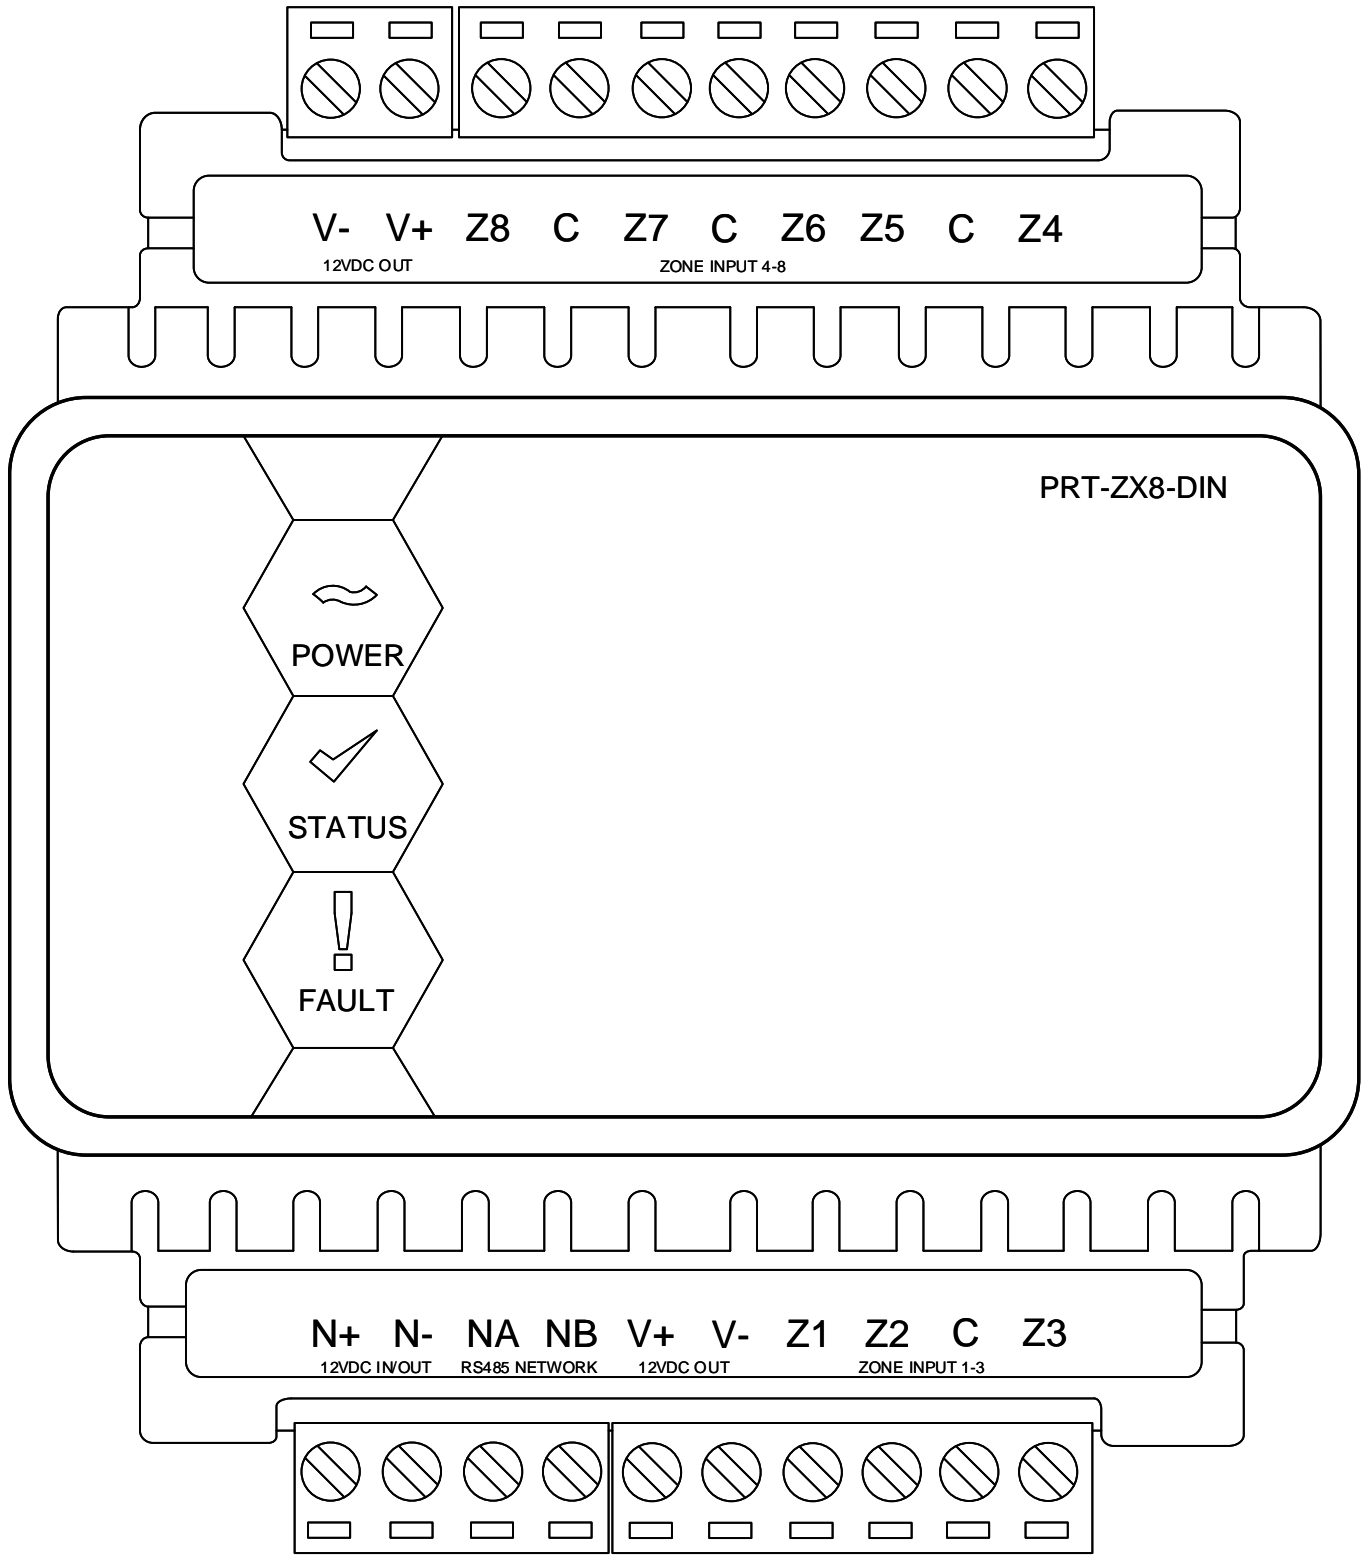 V- V+ Z8 C Z7 C Z6 Z5 C Z4
12VDC OUT ZONE INPUT 4-8
PRT-ZX8-DIN
POWER
STATUS
FAULT
N+ N- NA NB V+ V- Z1 Z2 C Z3
12VDC IN/OUT RS485 NETWORK 12VDC OUT ZONE INPUT 1-3